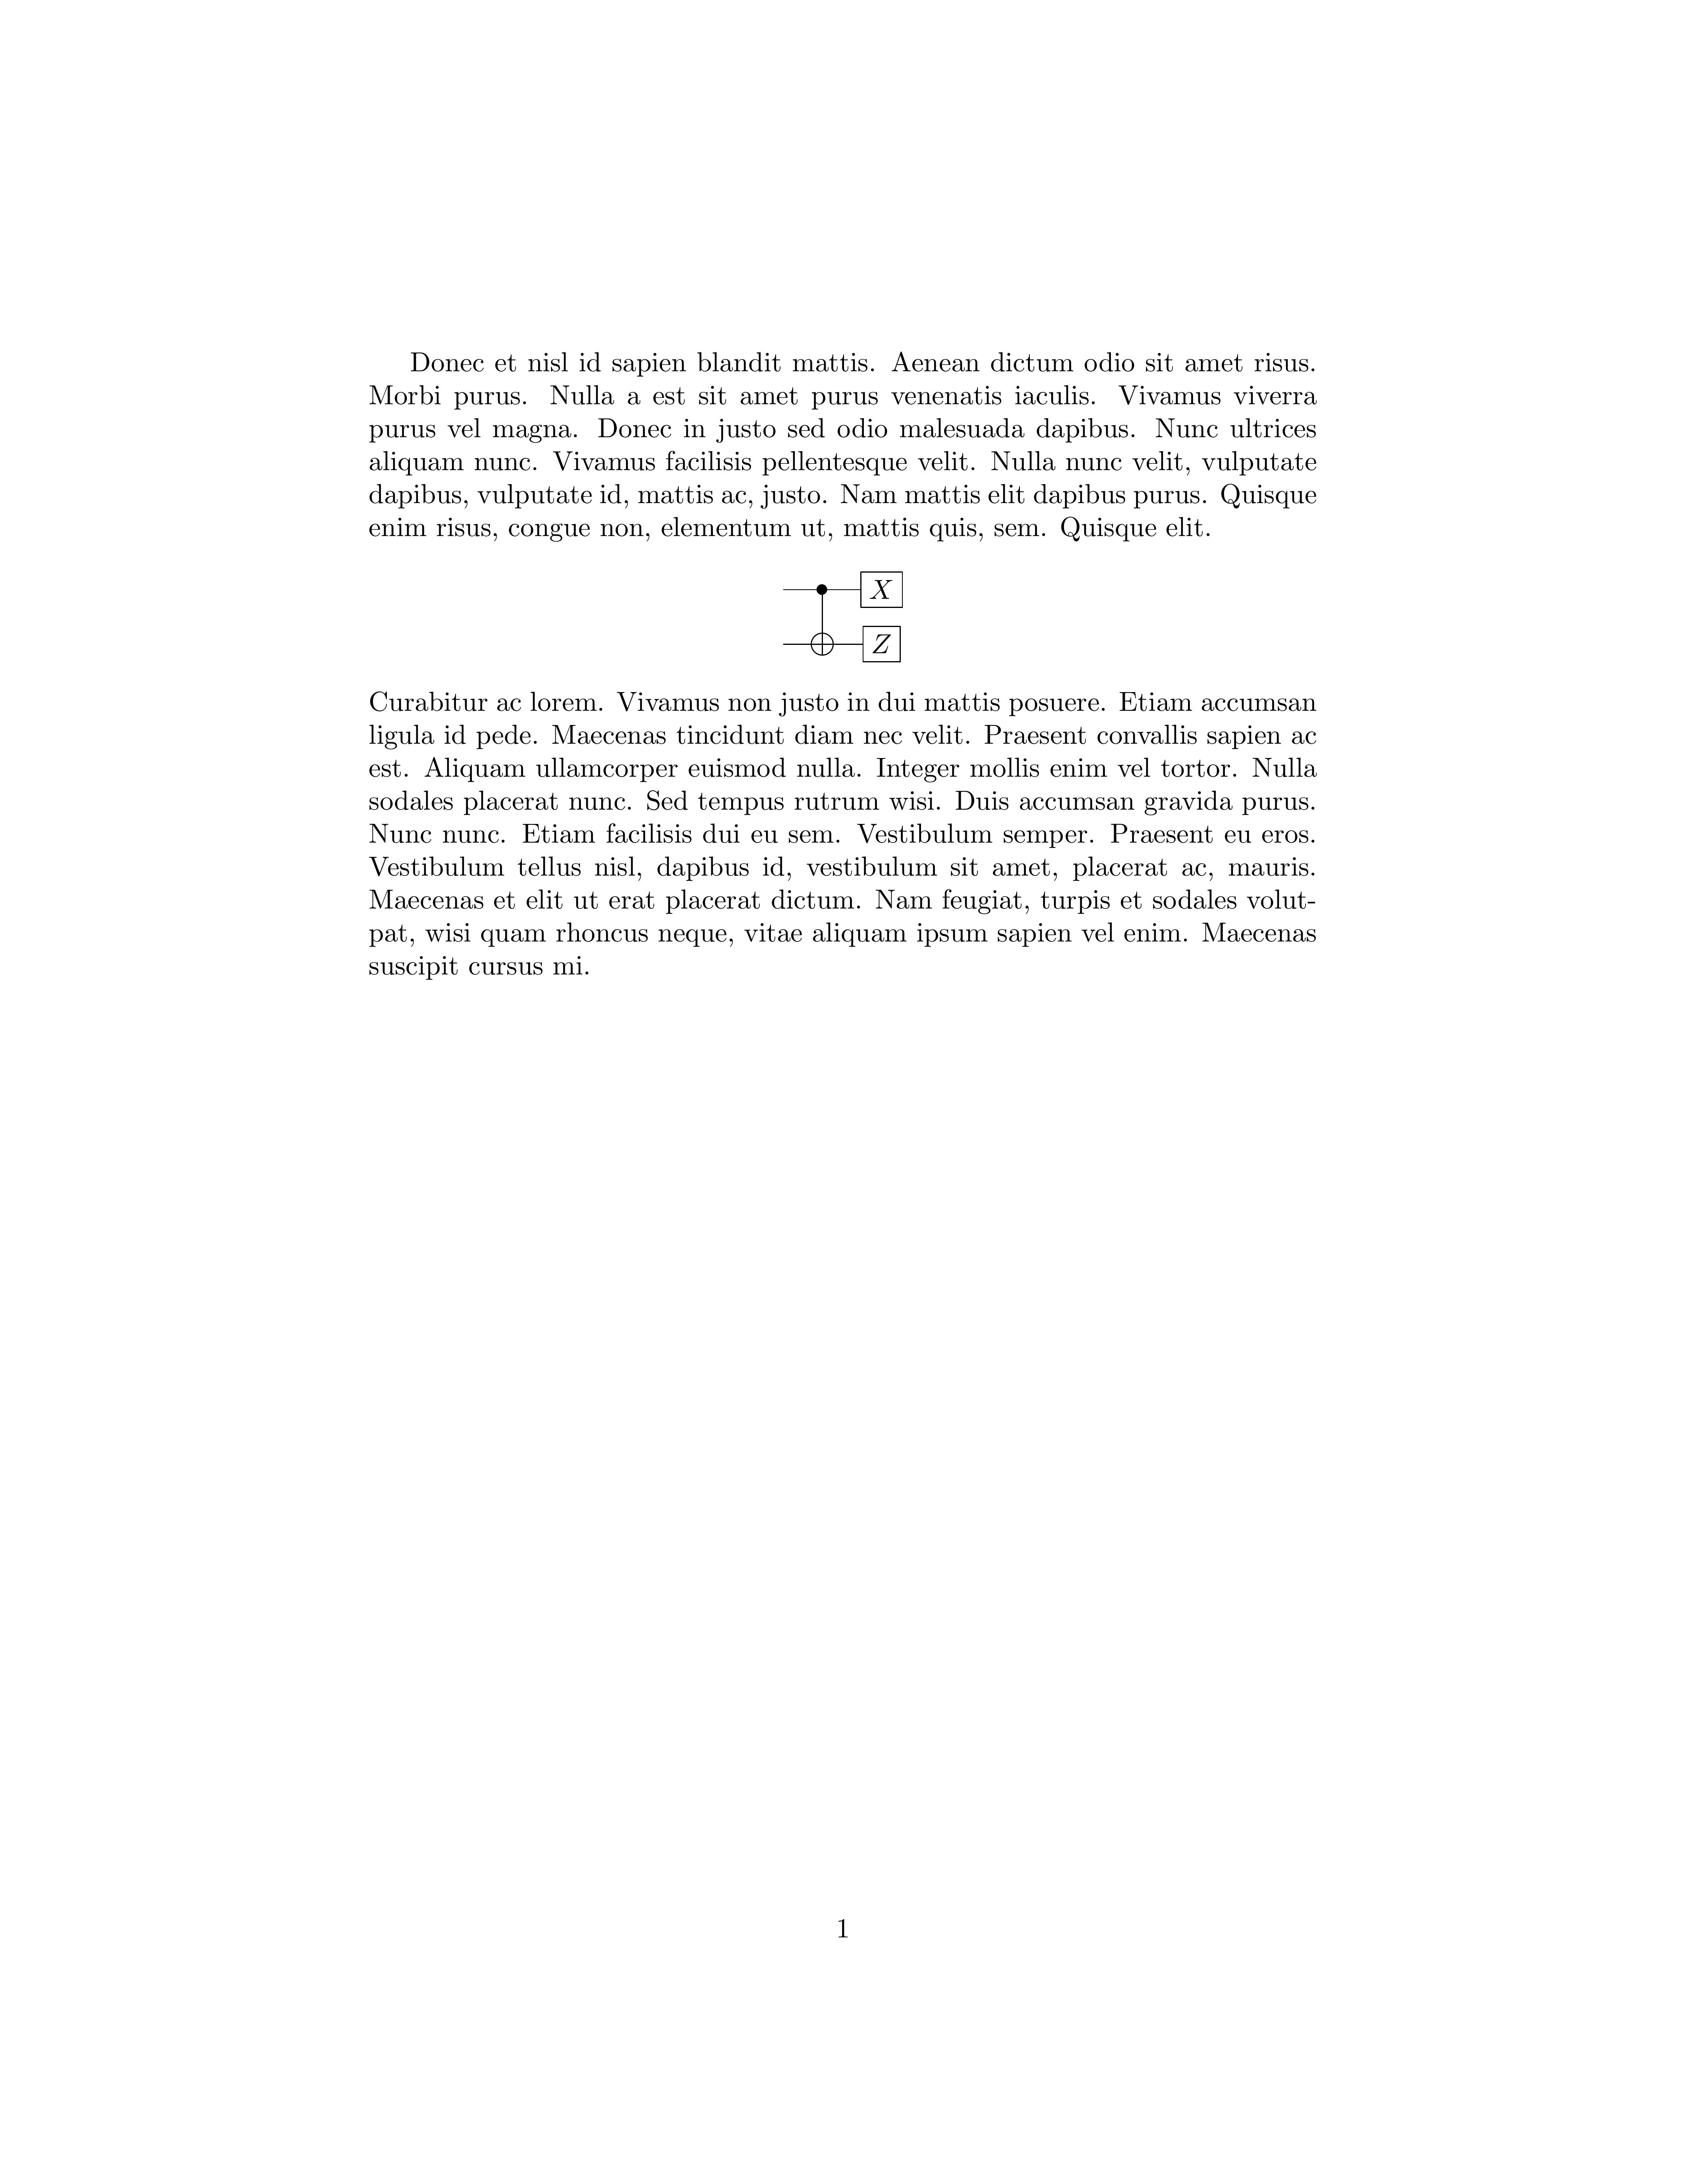 Donec et nisl id sapien blandit mattis. Aenean dictum odio sit amet risus.
Morbi purus. Nulla a est sit amet purus venenatis iaculis. Vivamus viverra
purus vel magna. Donec in justo sed odio malesuada dapibus. Nunc ultrices
aliquam nunc. Vivamus facilisis pellentesque velit. Nulla nunc velit, vulputate
dapibus, vulputate id, mattis ac, justo. Nam mattis elit dapibus purus. Quisque
enim risus, congue non, elementum ut, mattis quis, sem. Quisque elit.
X
Z
Curabitur ac lorem. Vivamus non justo in dui mattis posuere. Etiam accumsan
ligula id pede. Maecenas tincidunt diam nec velit. Praesent convallis sapien ac
est. Aliquam ullamcorper euismod nulla. Integer mollis enim vel tortor. Nulla
sodales placerat nunc. Sed tempus rutrum wisi. Duis accumsan gravida purus.
Nunc nunc. Etiam facilisis dui eu sem. Vestibulum semper. Praesent eu eros.
Vestibulum tellus nisl, dapibus id, vestibulum sit amet, placerat ac, mauris.
Maecenas et elit ut erat placerat dictum. Nam feugiat, turpis et sodales volut-
pat, wisi quam rhoncus neque, vitae aliquam ipsum sapien vel enim. Maecenas
suscipit cursus mi.
1